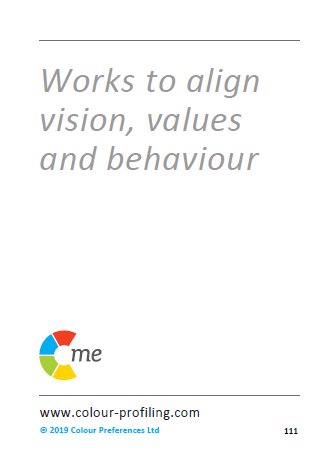 Works to align
vision, values
and behaviour
me
www.colour-profiling.com
© 2019 Colour Preferences Ltd
111